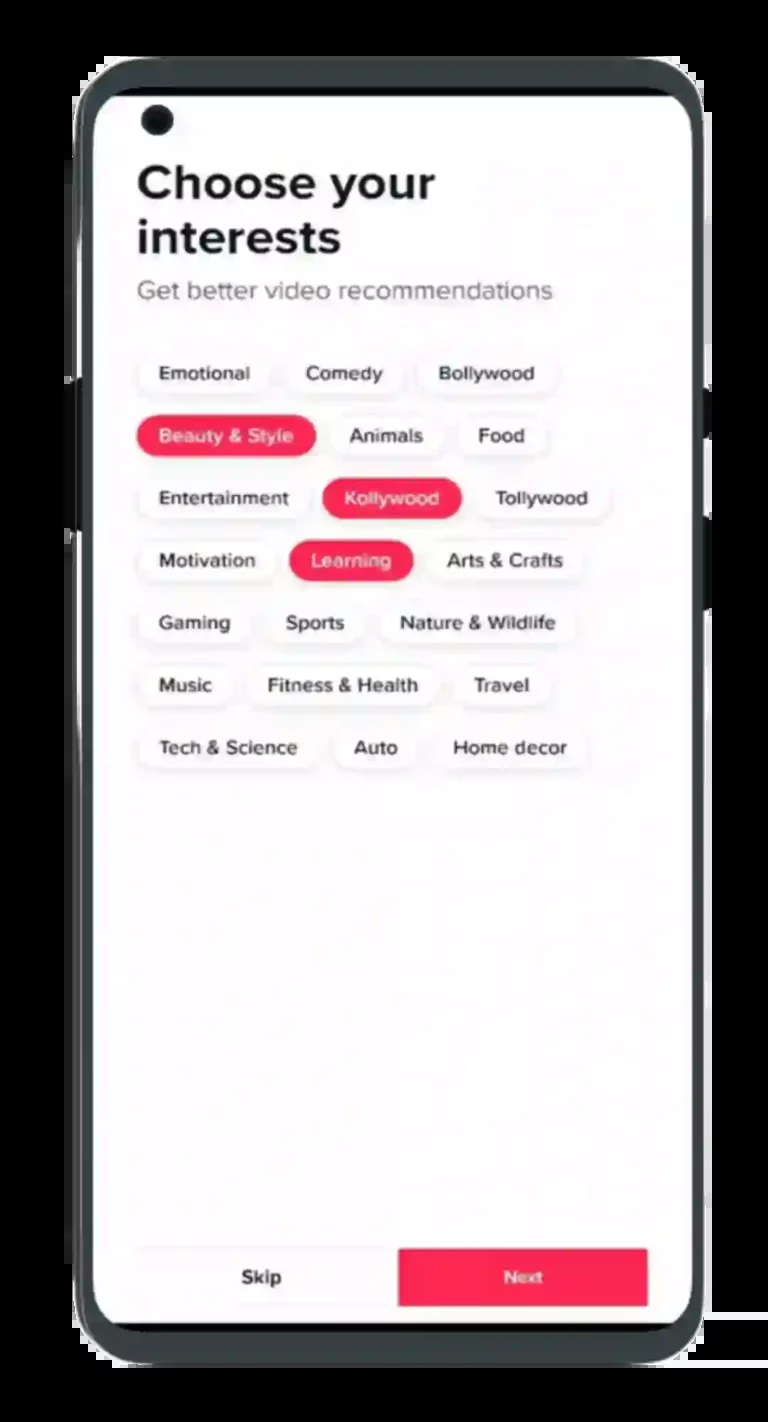 Choose your
interests
Get better video recommendations
Emotional Comedy Bollywood
Beauty & Style Animals Food
Entertainment Kollywood Tollywood
Motivation Learning Arts & Crafts
Gaming Sports Nature & Wildlife
Music Fitness & Health Travel
Tech & Science Auto Home decor
Skip Next